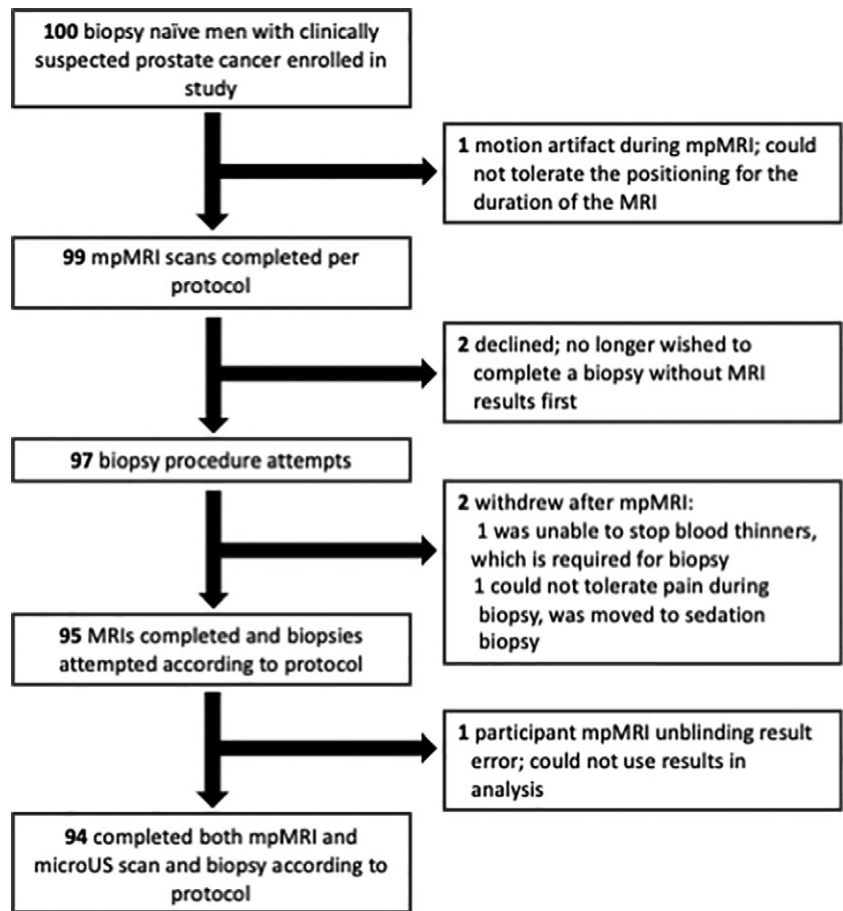 100 biopsy naïve men with clinically
suspected prostate cancer enrolled in
study
1 motion artifact during mpMRI; could
not tolerate the positioning for the
duration of the MRI
99 mpMRI scans completed per
protocol
2 declined; no longer wished to
complete a biopsy without MRI
results first
97 biopsy procedure attempts
2 withdrew after mpMRI:
1 was unable to stop blood thinners,
which is required for biopsy
1 could not tolerate pain during
biopsy, was moved to sedation
biopsy
95 MRIs completed and biopsies
attempted according to protocol
1 participant mpMRI unblinding result
error; could not use results in
analysis
94 completed both mpMRI and
microUS scan and biopsy according to
protocol